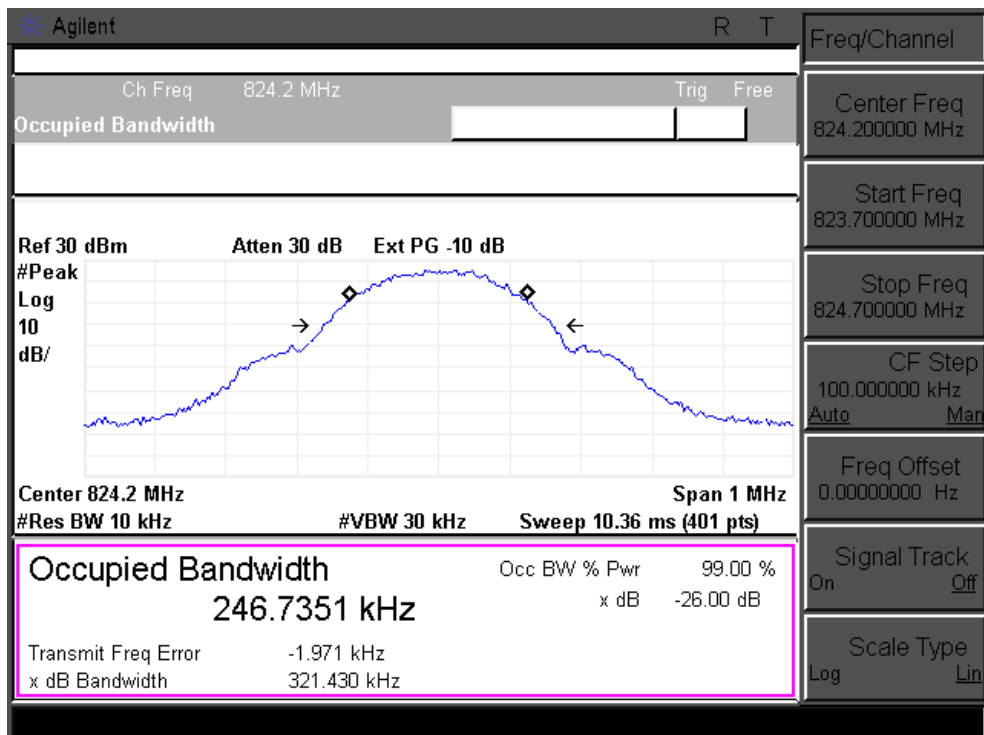 Agilent R T
Ch Freq 824.2 MHz Trig Free
Occupied Bandwidth
Ref 30 dBm Atten 30 dB Ext PG -10 dB
#Peak
Log
10
dB/
Center 824.2 MHz Span 1 MHz
#Res BW 10 kHz #VBW 30 kHz Sweep 10.36 ms (401 pts)
Occupied Bandwidth Occ BW % Pwr 99.00 %
246.7351 kHz x dB -26.00 dB
Transmit Freq Error -1.971 kHz
x dB Bandwidth 321.430 kHz
Freq/Channel
Center Freq
824.200000 MHz
Start Freq
823.700000 MHz
Stop Freq
824.700000 MHz
CF Step
100.000000 kHz
Auto Man
Freq Offset
0.00000000 Hz
Signal Track
On Off
Scale Type
Log Lin